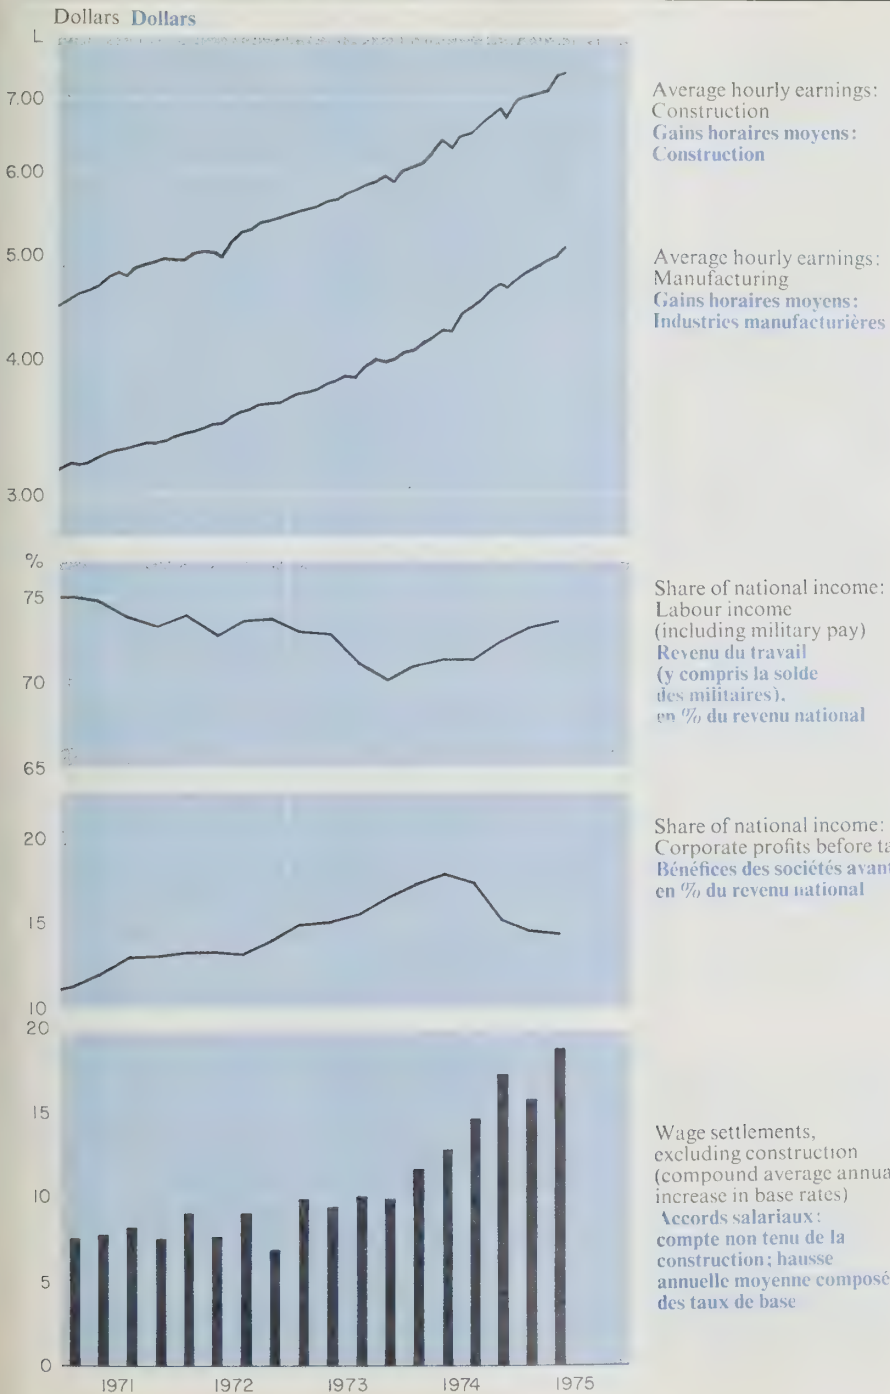 Dollars Dollars
L
7.00
6.00
5.00
4.00
3.00
Average hourly earnings:
Construction
Gains horaires moyens:
Construction
Average hourly earnings:
Manufacturing
Gains horaires moyens:
Industries manufacturières
%
75
70
65
Share of national income:
Labour income
(including military pay)
Revenu du travail
(y compris la solde
des militaires),
en % du revenu national
20
15
10
Share of national income:
Corporate profits before ta
Bénéfices des sociétés avant
en % du revenu national
20
15
10
5
0
Wage settlements,
excluding construction
(compound average annua
increase in base rates)
Accords salariaux:
compte non tenu de la
construction; hausse
annuelle moyenne composé
des taux de base
1971 1972 1973 1974 1975